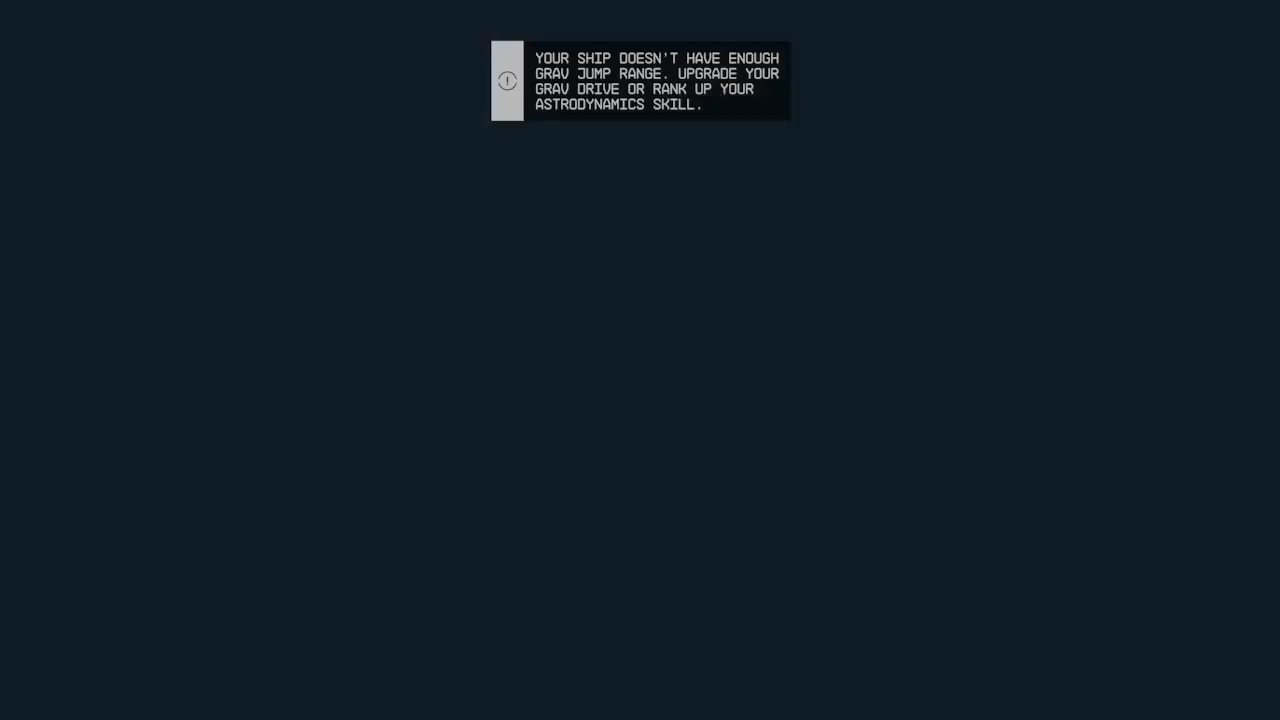 YOUR SHIP DOESN'T HAVE ENOUGH
GRAV JUMP RANGE. UPGRADE YOUR
GRAV DRIVE OR RANK UP YOUR
ASTRODYNAMICS SKILL.